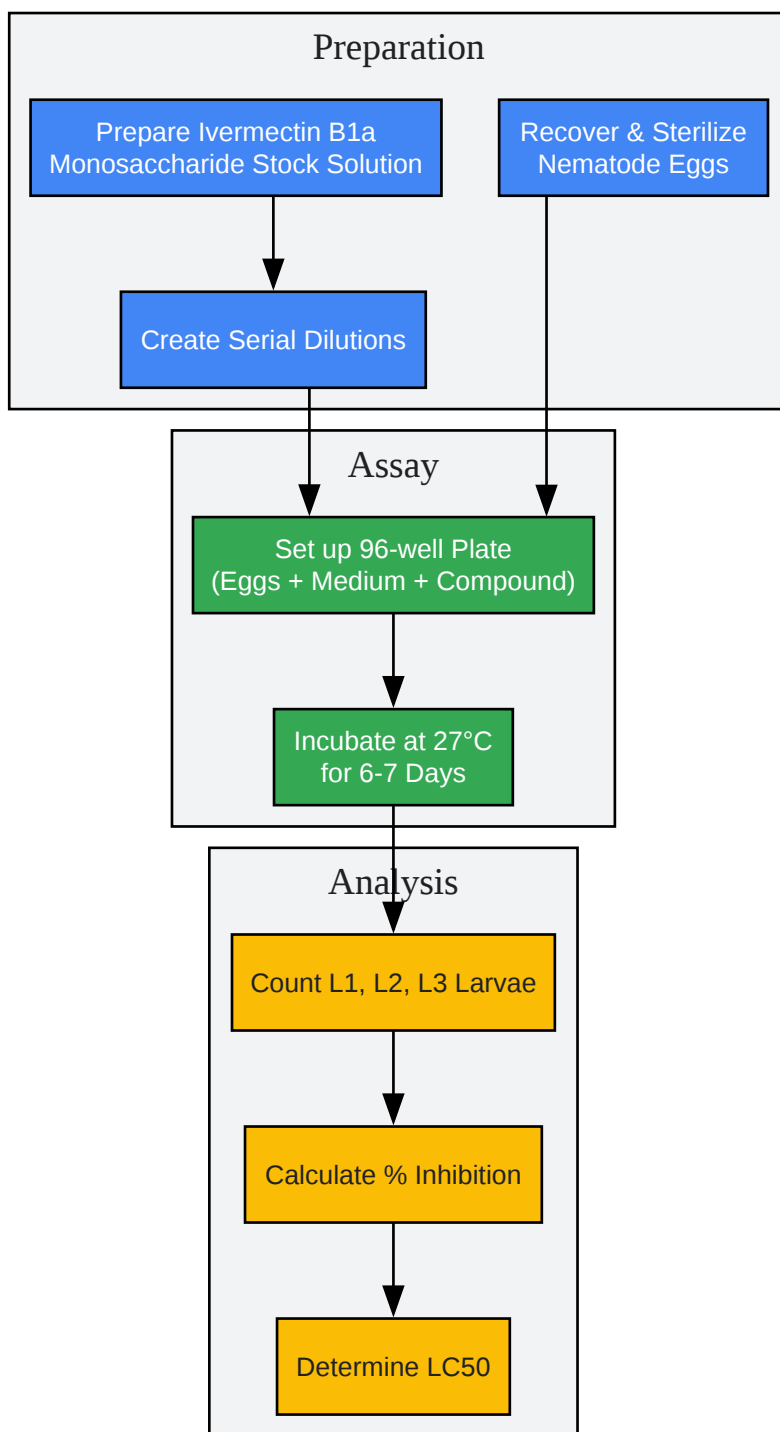 Preparation
Prepare Ivermectin B1a
Monosaccharide Stock Solution
Recover & Sterilize
Nematode Eggs
Create Serial Dilutions
Assay
Set up 96-well Plate
(Eggs + Medium + Compound)
Incubate at 27°C
for 6-7 Days
Analysis
Count L1, L2, L3 Larvae
Calculate % Inhibition
Determine LC50